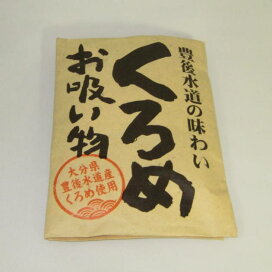 豊後水道の味わい
くろめ
お吸い物
大分県
豊後水道産
くろめ使用